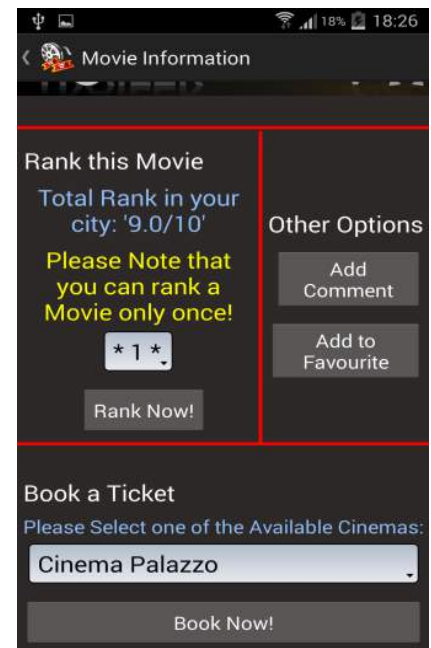 18% 18:26
Movie Information
Rank this Movie
Total Rank in your
city: '9.0/10'
Please Note that
you can rank a
Movie only once!
* 1 *
Rank Now!
Other Options
Add
Comment
Add to
Favourite
Book a Ticket
Please Select one of the Available Cinemas:
Cinema Palazzo
Book Now!